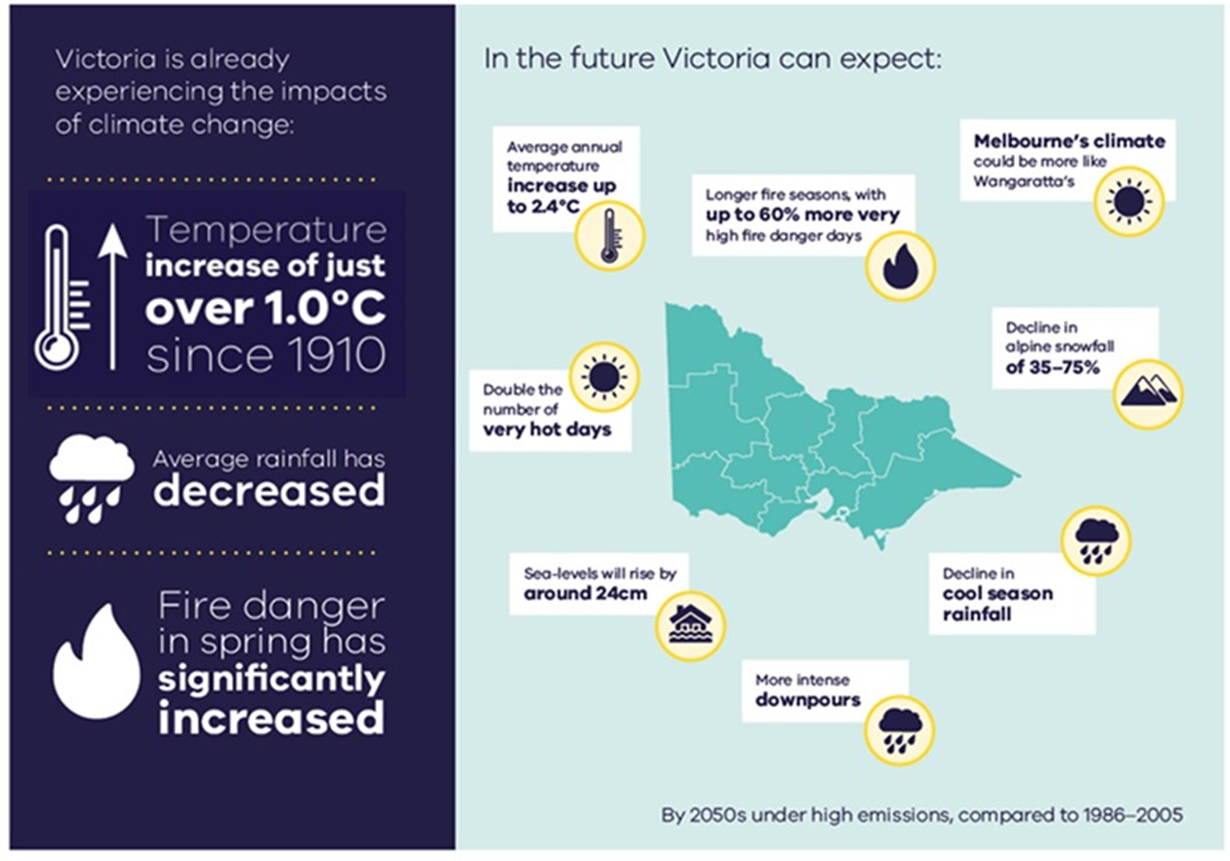 Victoria is already
experiencing the impacts
of climate change:
Temperature
increase of just
over 1.0°C
since 1910
Average rainfall has
decreased
Fire danger
in spring has
significantly
increased
In the future Victoria can expect:
Average annual
temperature
increase up
to 2.4°C
Longer fire seasons, with
up to 60% more very
high fire danger days
Melbourne's climate
could be more like
Wangaratta's
Double the
number of
very hot days
Decline in
alpine snowfall
of 35–75%
Sea-levels will rise by
around 24cm
Decline in
cool season
rainfall
More intense
downpours
By 2050s under high emissions, compared to 1986–2005